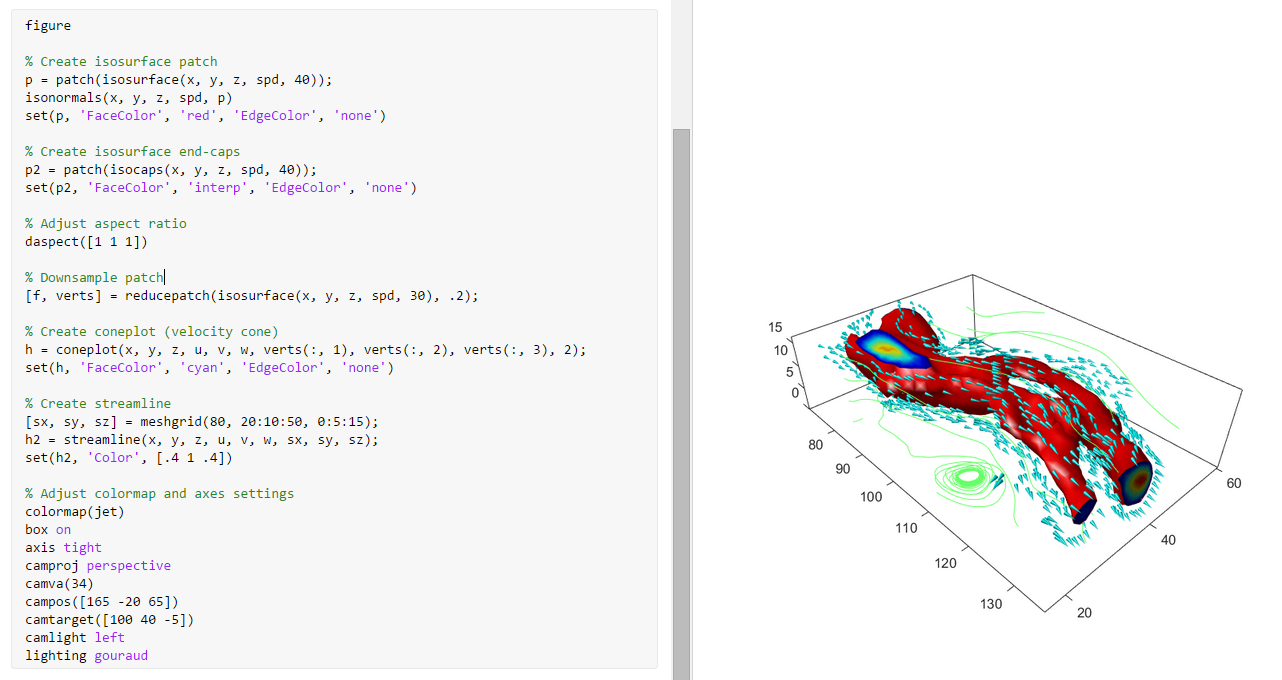 figure
% Create isosurface patch
p = patch(isosurface(x, y, z, spd, 40));
isonormals(x, y, z, spd, p)
set(p, 'FaceColor', 'red', 'EdgeColor', 'none')
% Create isosurface end-caps
p2 = patch(isocaps(x, y, z, spd, 40));
set(p2, 'FaceColor', 'interp', 'EdgeColor', 'none')
% Adjust aspect ratio
daspect([1 1 1])
% Downsample patch
[f, verts] = reducepatch(isosurface(x, y, z, spd, 30), .2);
% Create coneplot (velocity cone)
h = coneplot(x, y, z, u, v, w, verts(:, 1), verts(:, 2), verts(:, 3), 2);
set(h, 'FaceColor', 'cyan', 'EdgeColor', 'none')
% Create streamline
[sx, sy, sz] = meshgrid(80, 20:10:50, 0:5:15);
h2 = streamline(x, y, z, u, v, w, sx, sy, sz);
set(h2, 'Color', [.4 1 .4])
% Adjust colormap and axes settings
colormap(jet)
box on
axis tight
camproj perspective
camva(34)
campos([165 -20 65])
camtarget([100 40 -5])
camlight left
lighting gouraud
15
10
5
0
80
90
100
110
120
130
20
40
60